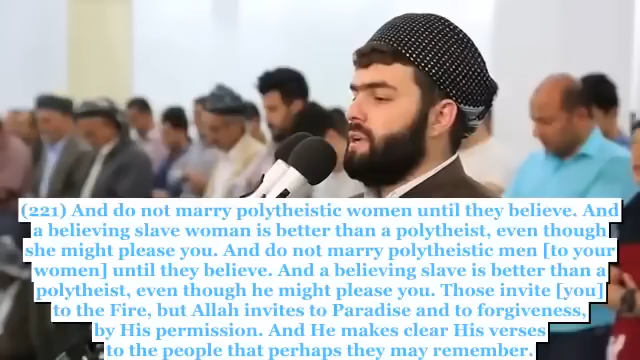 (221) And do not marry polytheistic women until they believe. And
a believing slave woman is better than a polytheist, even though
she might please you. And do not marry polytheistic men [to your
women] until they believe. And a believing slave is better than a
polytheist, even though he might please you. Those invite [you]
to the Fire, but Allah invites to Paradise and to forgiveness,
by His permission. And He makes clear His verses
to the people that perhaps they may remember.